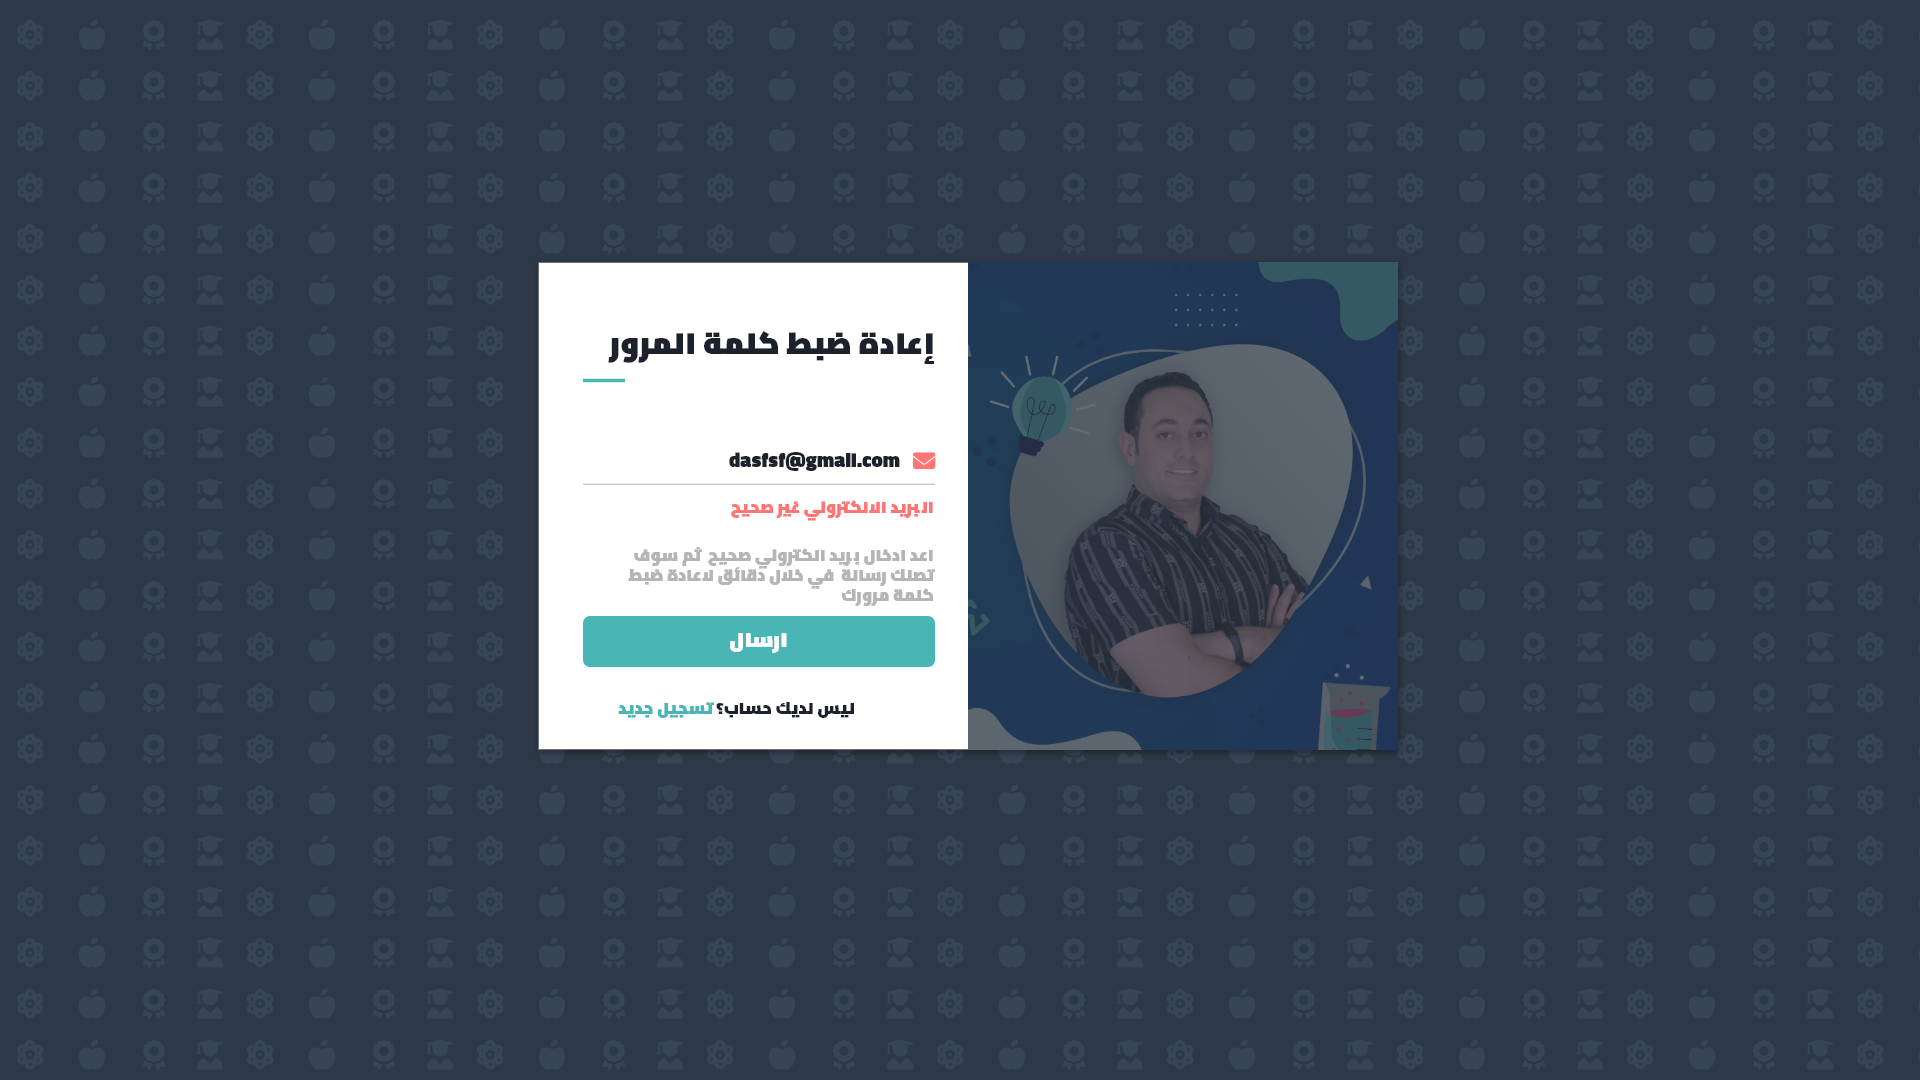 إعادة ضبط كلمة المرور
dasfsf@gmail.com
البريد الالكتروني غير صحيح
اعد ادخال بريد الكتروني صحيح ثم سوف
تصلك رسالة في خلال دقائق لاعادة ضبط
كلمة مرورك
ارسال
ليس لديك حساب؟ تسجيل جديد